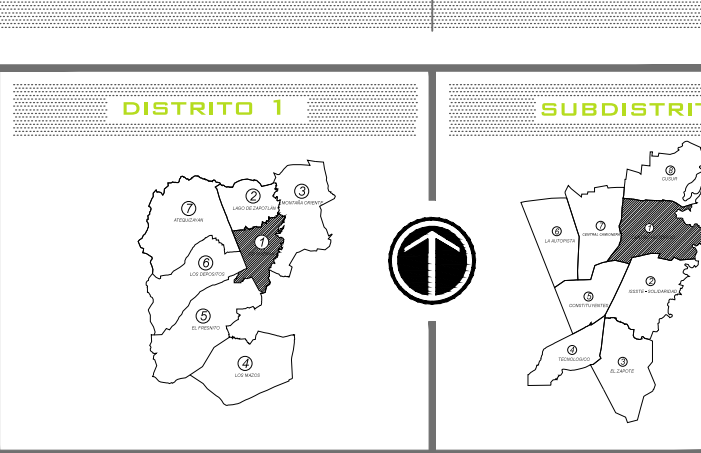 DISTRITO 1
2
LAGO DE ZAPOTLÁN
3
MONTAÑA ORIENTE
7
ATEQUIZAYAN
1
6
LOS DEPOSITOS
5
EL FRESNITO
4
LOS MAZOS
SUBDISTRIT
8
CUSUR
6
LA AUTOPISTA
7
CENTRAL CAMIONERA
1
2
ISSSTE - SOLIDARIDAD
5
CONSTITUYENTES
4
TECNOLOGICO
3
EL ZAPOTE